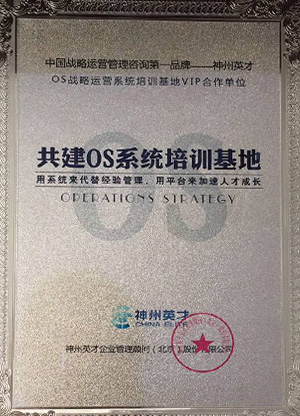 中国战略运营管理咨询第一品牌——神州英才
OS战略运营系统培训基地VIP合作单位
OS
共建OS系统培训基地
用系统来代替经验管理，用平台来加速人才成长
OPERATIONS STRATEGY
神州英才
CHINA ELITE
神州英才企业管理顾问（北京）股份有限公司